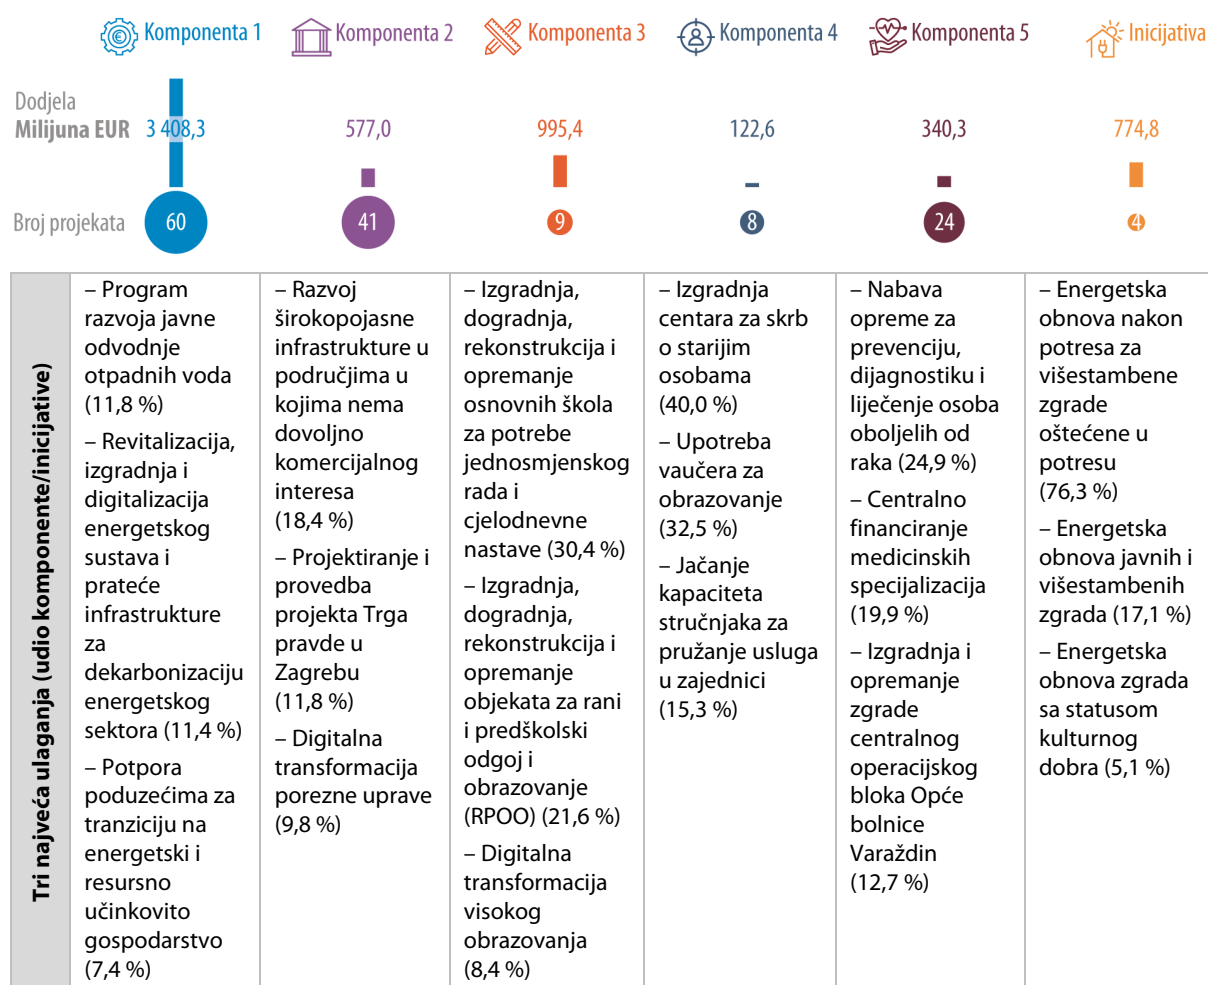 Komponenta 1
Komponenta 2
Komponenta 3
Komponenta 4
Komponenta 5
Inicijativa
Dodjela
Milijuna EUR
3 408,3
577,0
995,4
122,6
340,3
774,8
Broj projekata
60
41
9
8
24
4
Tri najveća ulaganja (udio komponente/inicijative)
– Program
razvoja javne
odvodnje
otpadnih voda
(11,8 %)
– Revitalizacija,
izgradnja i
digitalizacija
energetskog
sustava i
prateće
infrastrukture
za
dekarbonizaciju
energetskog
sektora (11,4 %)
– Potpora
poduzećima za
tranziciju na
energetski i
resursno
učinkovito
gospodarstvo
(7,4 %)
– Razvoj
širokopojasne
infrastrukture u
područjima u
kojima nema
dovoljno
komercijalnog
interesa
(18,4 %)
– Projektiranje i
provedba
projekta Trga
pravde u
Zagrebu
(11,8 %)
– Digitalna
transformacija
porezne uprave
(9,8 %)
– Izgradnja,
dogradnja,
rekonstrukcija i
opremanje
osnovnih škola
za potrebe
jednosmjenskog
rada i
cjelodnevne
nastave (30,4 %)
– Izgradnja,
dogradnja,
rekonstrukcija i
opremanje
objekata za rani
i predškolski
odgoj i
obrazovanje
(RPOO) (21,6 %)
– Digitalna
transformacija
visokog
obrazovanja
(8,4 %)
– Izgradnja
centara za skrb
o starijim
osobama
(40,0 %)
– Upotreba
vaučera za
obrazovanje
(32,5 %)
– Jačanje
kapaciteta
stručnjaka za
pružanje usluga
u zajednici
(15,3 %)
– Nabava
opreme za
prevenciju,
dijagnostiku i
liječenje osoba
oboljelih od
raka (24,9 %)
– Centralno
financiranje
medicinskih
specijalizacija
(19,9 %)
– Izgradnja i
opremanje
zgrade
centralnog
operacijskog
bloka Opće
bolnice
Varaždin
(12,7 %)
– Energetska
obnova nakon
potresa za
višestambene
zgrade
oštećene u
potresu
(76,3 %)
– Energetska
obnova javnih i
višestambenih
zgrada (17,1 %)
– Energetska
obnova zgrada
sa statusom
kulturnog
dobra (5,1 %)